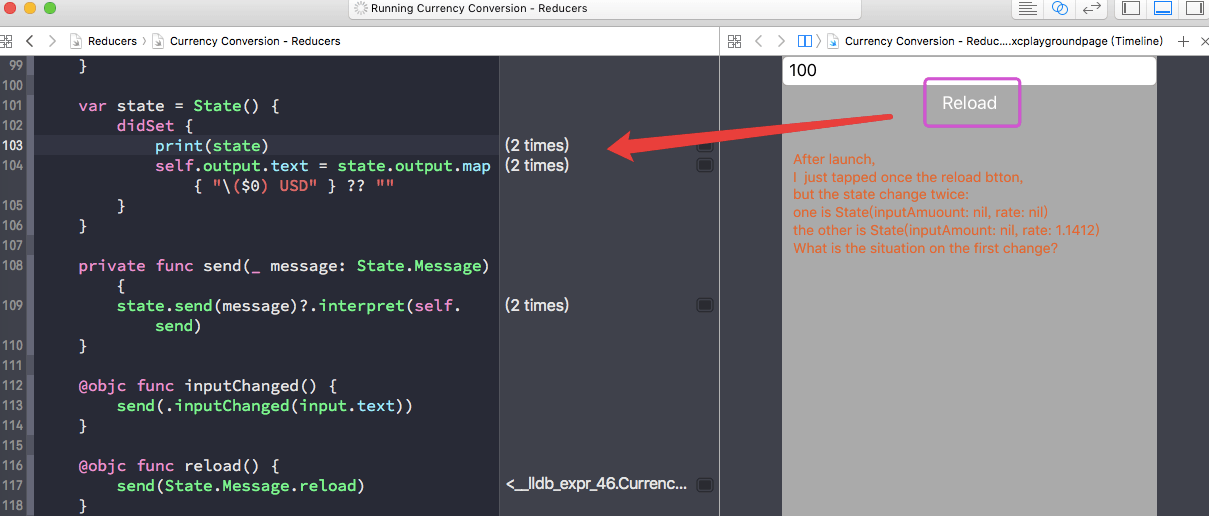 Running Currency Conversion - Reducers
Reducers
Currency Conversion - Reducers
Currency Conversion - Reduc....xcplaygroundpage (Timeline)
99 }
100
101 var state = State() {
102 didSet {
103 print(state)
(2 times)
104 self.output.text = state.output.map
(2 times)
{ "\($0) USD" } ?? ""
105 }
106 }
107
108 private func send(_ message: State.Message)
{
109 state.send(message)?.interpret(self.
(2 times)
send)
110 }
111
112 @objc func inputChanged() {
113 send(.inputChanged(input.text))
114 }
115
116 @objc func reload() {
117 send(State.Message.reload)
<__lldb_expr_46.Currenc...
118 }
100
Reload
After launch,
I just tapped once the reload btton,
but the state change twice:
one is State(inputAmuount: nil, rate: nil)
the other is State(inputAmount: nil, rate: 1.1412)
What is the situation on the first change?